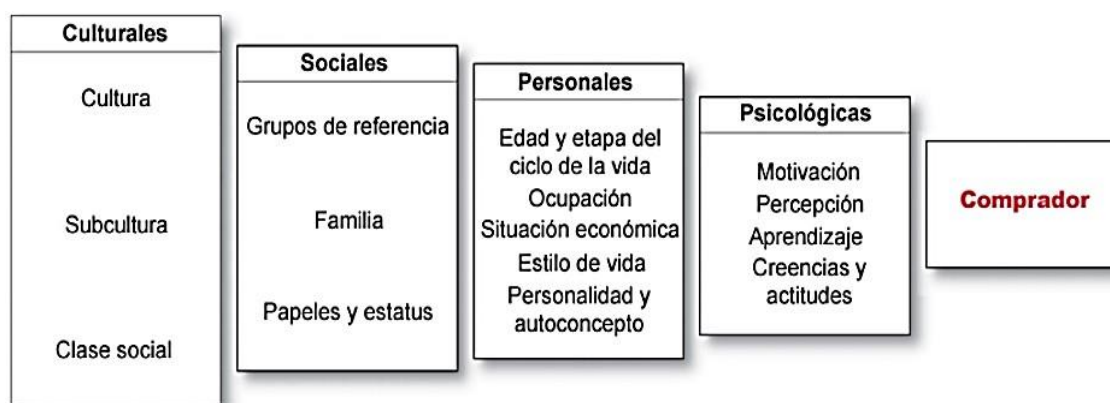 Culturales
Cultura
Subcultura
Clase social
Sociales
Grupos de referencia
Familia
Papeles y estatus
Personales
Edad y etapa del
ciclo de la vida
Ocupación
Situación económica
Estilo de vida
Personalidad y
autoconcepto
Psicológicas
Motivación
Percepción
Aprendizaje
Creencias y
actitudes
Comprador